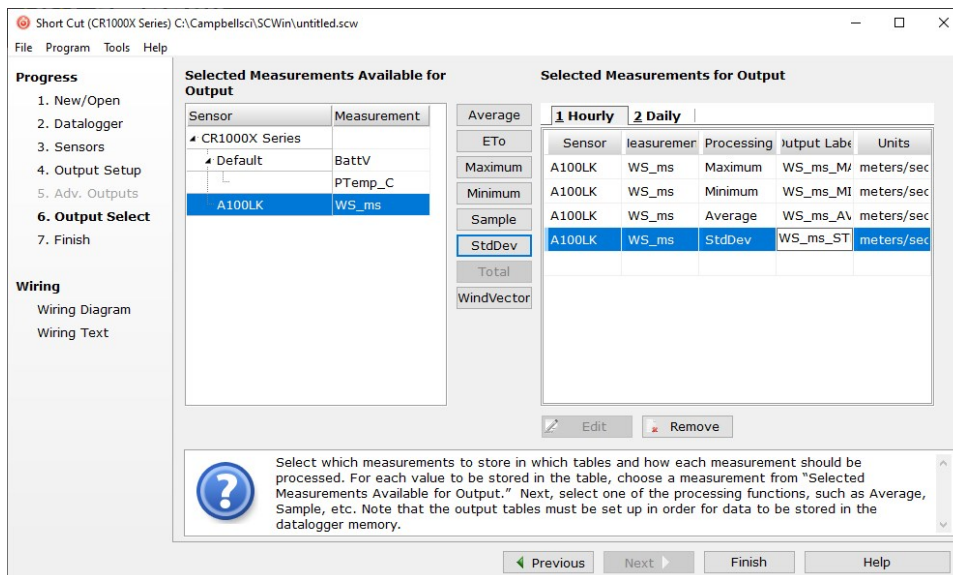 Short Cut (CR1000X Series) C:\Campbellsci\SCWin\untitled.scw
File Program Tools Help
Progress
1. New/Open
2. Datalogger
3. Sensors
4. Output Setup
5. Adv. Outputs
6. Output Select
7. Finish
Wiring
Wiring Diagram
Wiring Text
Selected Measurements Available for
Output
Sensor Measurement
CR1000X Series
Default BattV
PTemp_C
A100LK WS_ms
Average
ETo
Maximum
Minimum
Sample
StdDev
Total
WindVector
Selected Measurements for Output
1 Hourly 2 Daily
Sensor Measuremen Processing Output Labe Units
A100LK WS_ms Maximum WS_ms_MA meters/sec
A100LK WS_ms Minimum WS_ms_MI meters/sec
A100LK WS_ms Average WS_ms_AV meters/sec
A100LK WS_ms StdDev WS_ms_ST meters/sec
Edit Remove
Select which measurements to store in which tables and how each measurement should be
processed. For each value to be stored in the table, choose a measurement from “Selected
Measurements Available for Output.” Next, select one of the processing functions, such as Average,
Sample, etc. Note that the output tables must be set up in order for data to be stored in the
datalogger memory.
Previous Next Finish Help